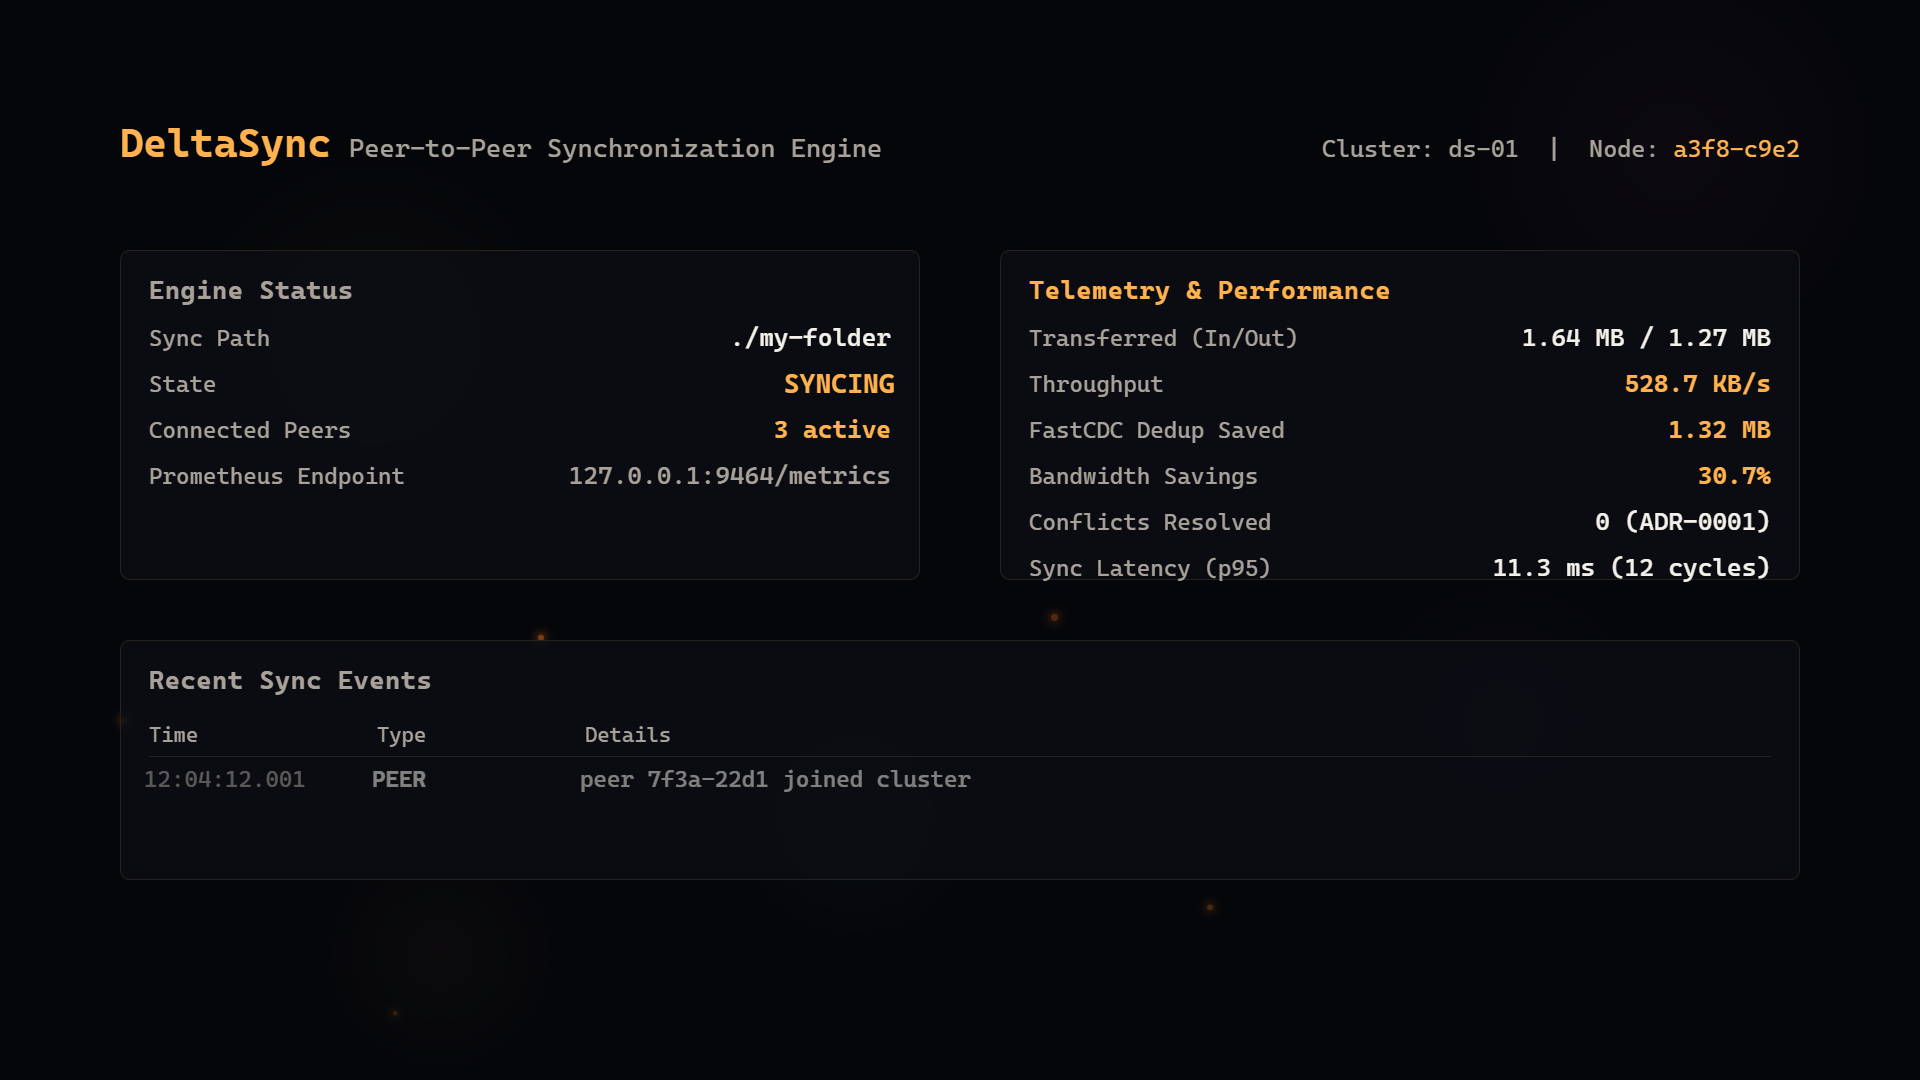 DeltaSync Peer-to-Peer Synchronization Engine
Cluster: ds-01 | Node: a3f8-c9e2
Engine Status
Sync Path ./my-folder
State SYNCING
Connected Peers 3 active
Prometheus Endpoint 127.0.0.1:9464/metrics
Telemetry & Performance
Transferred (In/Out) 1.64 MB / 1.27 MB
Throughput 528.7 KB/s
FastCDC Dedup Saved 1.32 MB
Bandwidth Savings 30.7%
Conflicts Resolved 0 (ADR-0001)
Sync Latency (p95) 11.3 ms (12 cycles)
Recent Sync Events
Time Type Details
12:04:12.001 PEER peer 7f3a-22d1 joined cluster